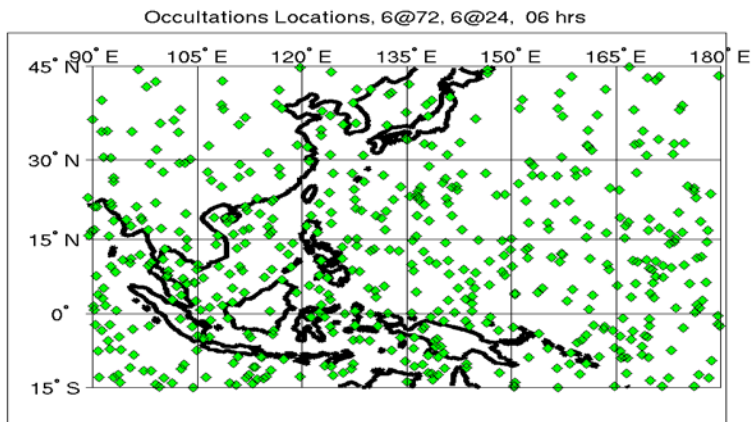 Occultations Locations, 6@72, 6@24, 06 hrs
90° E 105° E 120° E 135° E 150° E 165° E 180° E
45° N
30° N
15° N
0°
15° S